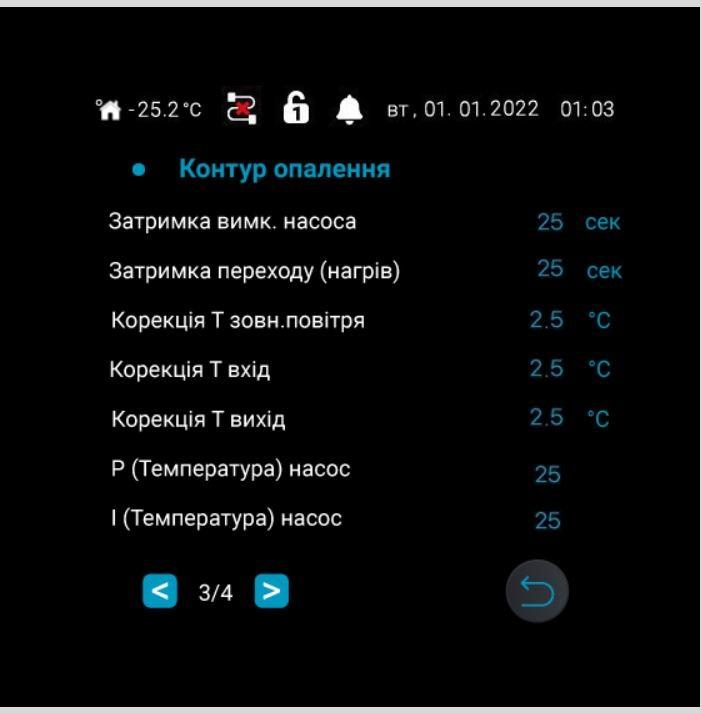 -25.2 °C 1 вт, 01. 01.2022 01:03
• Контур опалення
Затримка вимк. насоса 25 сек
Затримка переходу (нагрів) 25 сек
Корекція Т зовн.повітря 2.5 °C
Корекція Т вхід 2.5 °C
Корекція Т вихід 2.5 °C
P (Температура) насос 25
I (Температура) насос 25
< 3/4 >